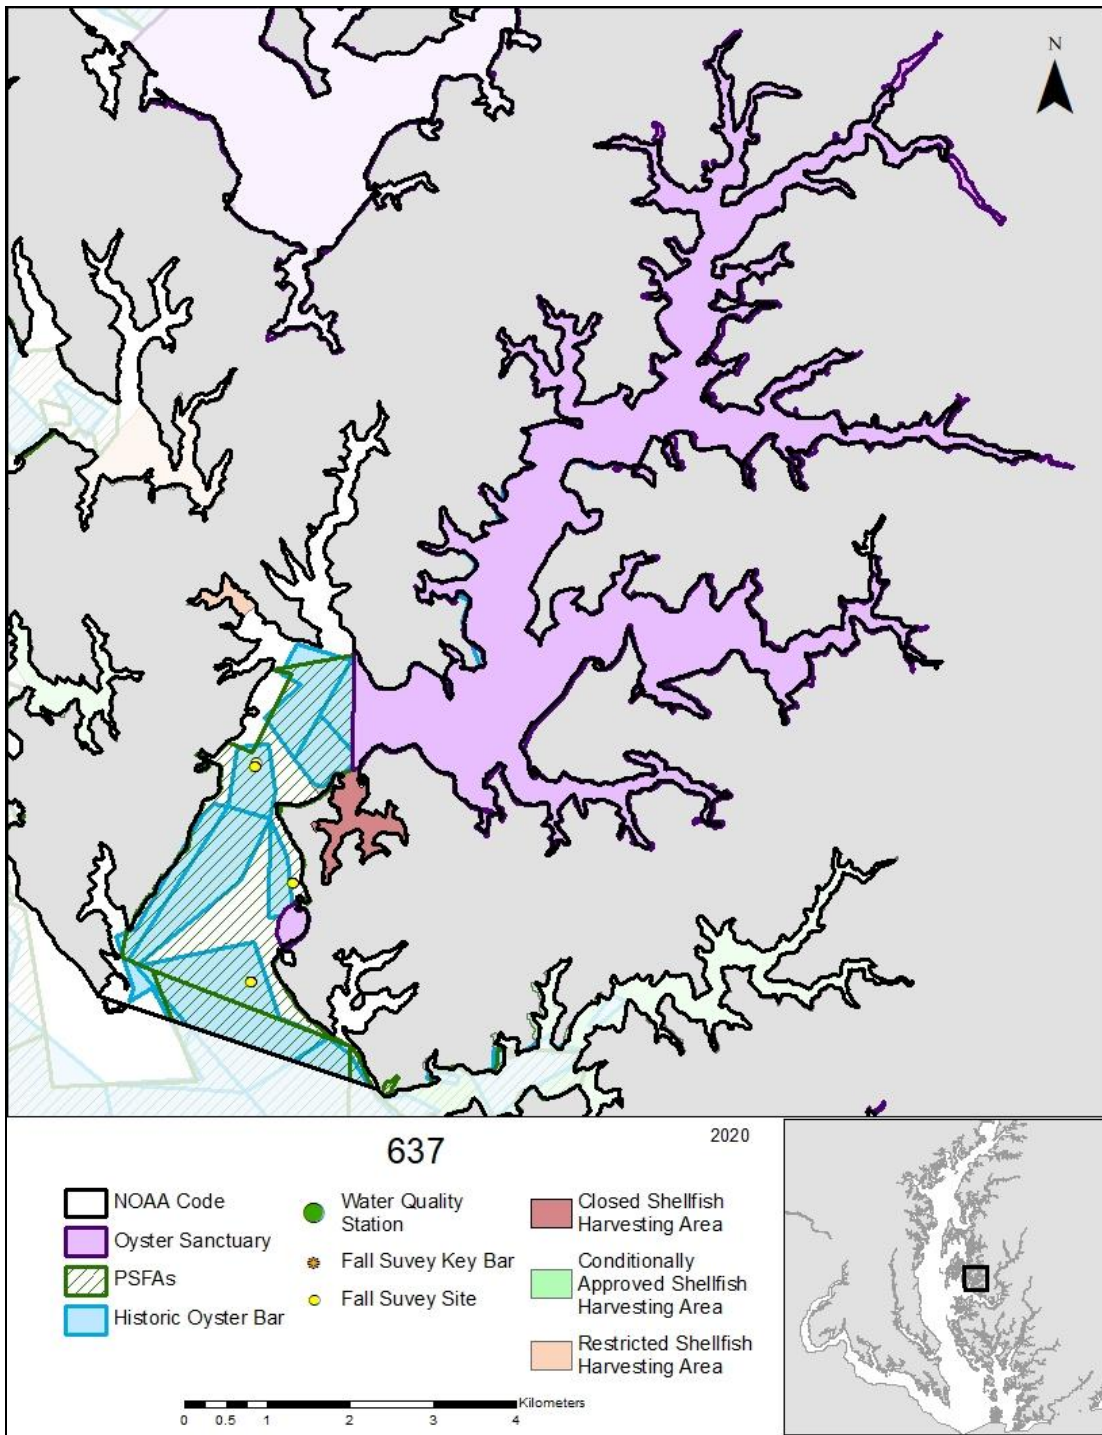 N
637
2020
NOAA Code
Oyster Sanctuary
PSFAs
Historic Oyster Bar
Water Quality
Station
Fall Suvey Key Bar
Fall Suvey Site
Closed Shellfish
Harvesting Area
Conditionally
Approved Shellfish
Harvesting Area
Restricted Shellfish
Harvesting Area
Kilometers
0 0.5 1 2 3 4